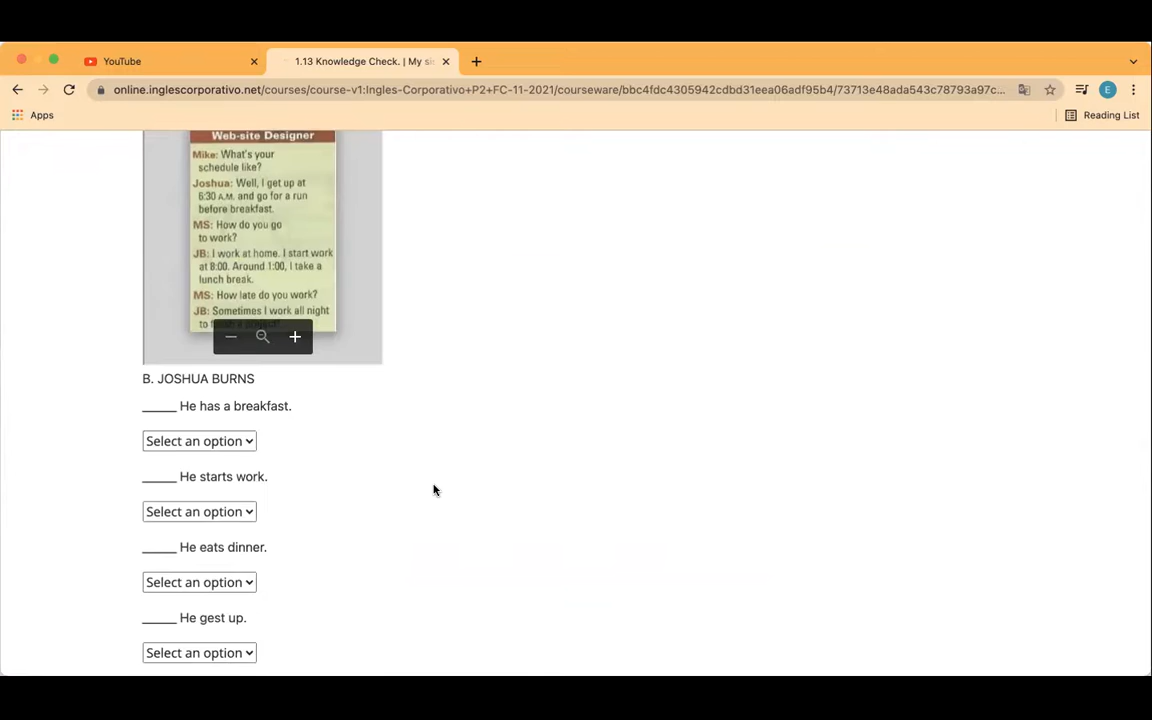 YouTube
1.13 Knowledge Check. | My si
online.inglescorporativo.net/courses/course-v1:Ingles-Corporativo+P2+FC-11-2021/courseware/bbc4fdc4305942cdbd31eea06adf95b4/73713e48ada543c78793a97c...
E
Apps
Reading List
Web-site Designer
Mike: What's your
schedule like?
Joshua: Well, I get up at
6:30 A.M. and go for a run
before breakfast.
MS: How do you go
to work?
JB: I work at home. I start work
at 8:00. Around 1:00, I take a
lunch break.
MS: How late do you work?
JB: Sometimes I work all night
to
B. JOSHUA BURNS
_____ He has a breakfast.
Select an option
_____ He starts work.
Select an option
_____ He eats dinner.
Select an option
_____ He gest up.
Select an option